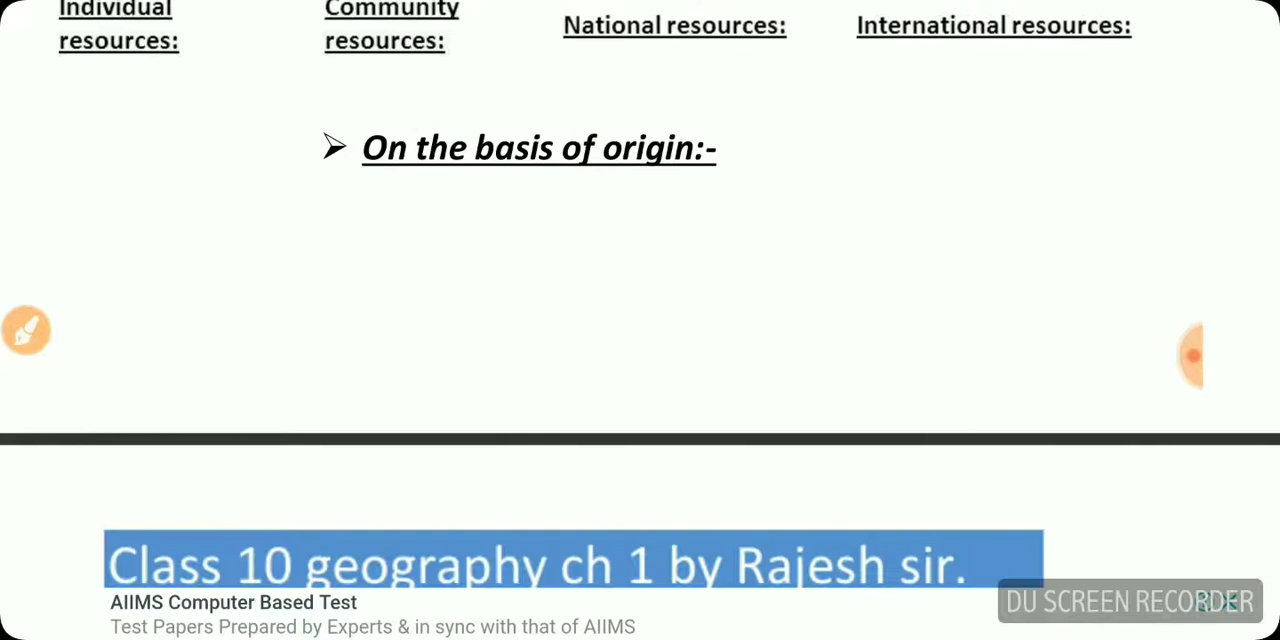 Individual resources:
Community resources:
National resources:
International resources:
➢ On the basis of origin:-
Class 10 geography ch 1 by Rajesh sir.
AIIMS Computer Based Test
Test Papers Prepared by Experts & in sync with that of AIIMS
DU SCREEN RECORDER